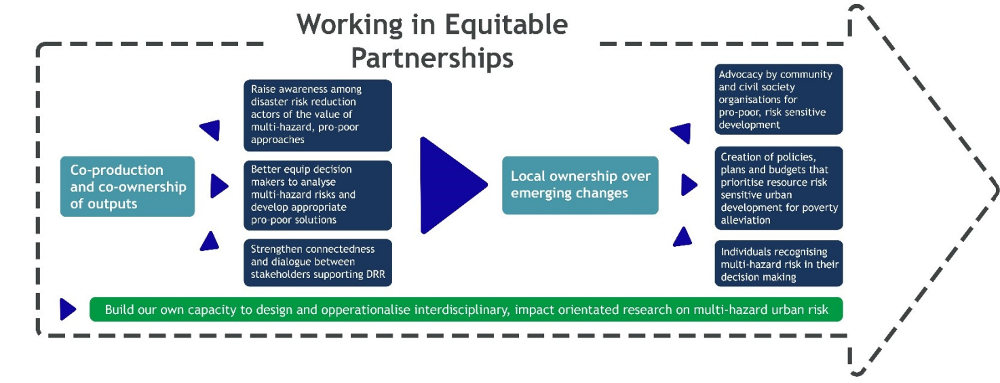 Working in Equitable
Partnerships
Co-production
and co-ownership
of outputs
Raise awareness among
disaster risk reduction
actors of the value of
multi-hazard, pro-poor
approaches
Better equip decision
makers to analyse
multi-hazard risks and
develop appropriate
pro-poor solutions
Strengthen connectedness
and dialogue between
stakeholders supporting DRR
Local ownership over
emerging changes
Advocacy by community
and civil society
organisations for
pro-poor, risk sensitive
development
Creation of policies,
plans and budgets that
prioritise resource risk
sensitive urban
development for poverty
alleviation
Individuals recognising
multi-hazard risk in their
decision making
Build our own capacity to design and opperationalise interdisciplinary, impact orientated research on multi-hazard urban risk